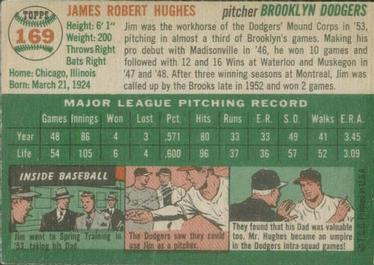 TOPPS
169
JAMES ROBERT HUGHES pitcher BROOKLYN DODGERS
Height: 6' 1"
Weight: 200
Throws Right
Bats Right
Home: Chicago, Illinois
Born: March 21, 1924
Jim was the workhorse of the Dodgers' Mound Corps in '53,
pitching in almost a third of Brooklyn's games. Making his
pro debut with Madisonville in '46, he won 10 games and
followed with 12 and 16 Wins at Waterloo and Muskegon in
'47 and '48. After three winning seasons at Montreal, Jim was
called up by the Brooks late in 1952 and won 2 games.
MAJOR LEAGUE PITCHING RECORD
Games Innings Won Lost Pct. Hits Runs E.R. S.O. Walks E.R.A.
Year 48 86 4 3 .571 80 33 33 49 41 3.45
Life 54 105 6 4 .600 96 37 36 57 52 3.09
INSIDE BASEBALL
Jim went to Spring Training in
'53, taking his Dad.
The Dodgers saw they could
use Jim as a pitcher.
They found that his Dad was valuable
too. Mr. Hughes became an umpire
in the Dodgers intra-squad games!